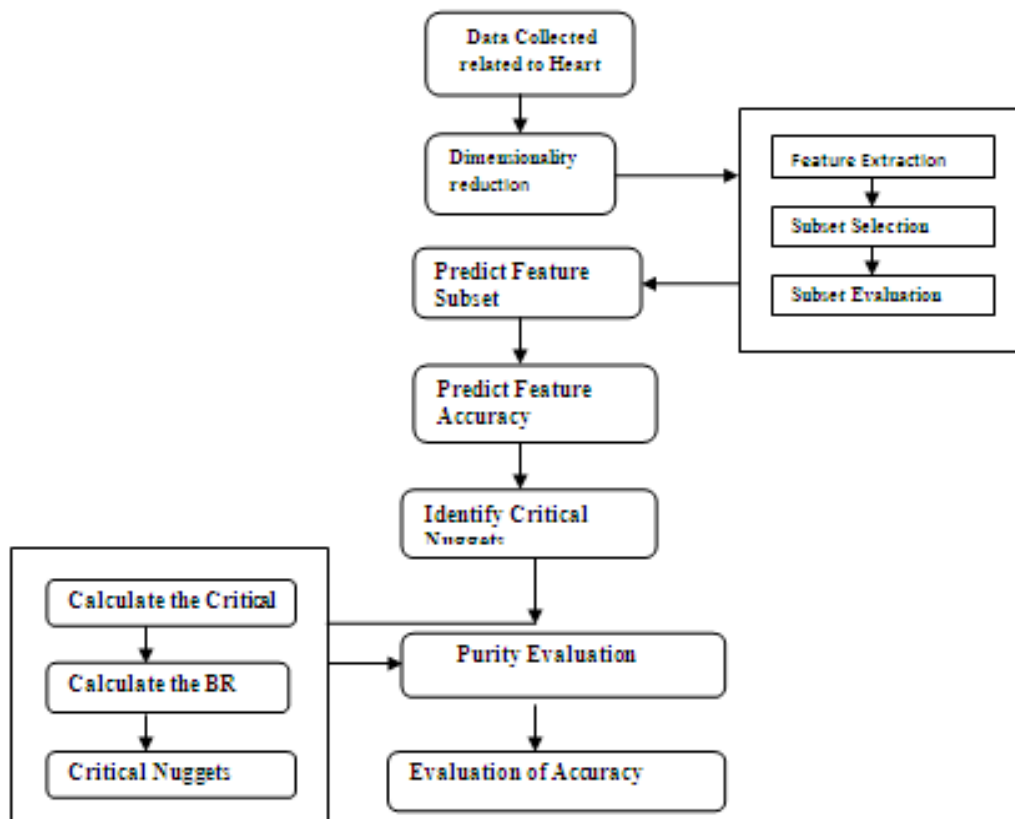 Data Collected
related to Heart
Dimensionality
reduction
Feature Extraction
Subset Selection
Subset Evaluation
Predict Feature
Subset
Predict Feature
Accuracy
Identify Critical
Nuggets
Calculate the Critical
Calculate the BR
Critical Nuggets
Purity Evaluation
Evaluation of Accuracy